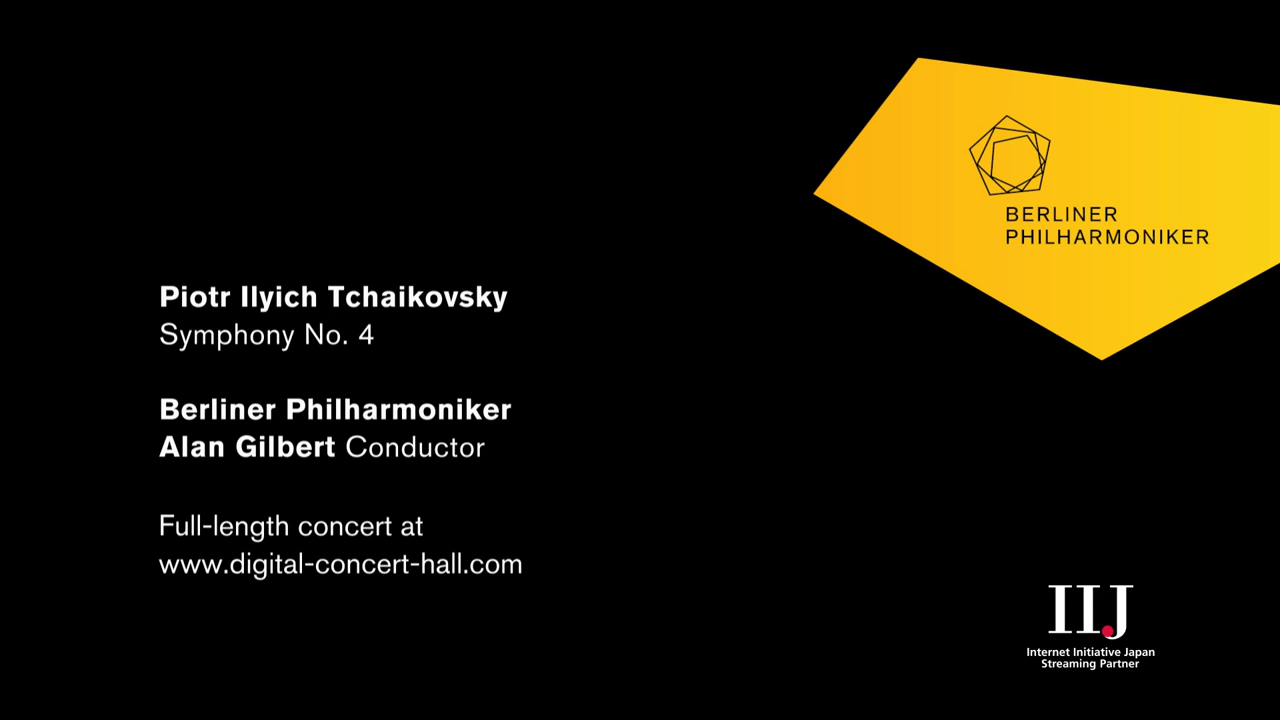 BERLINER
PHILHARMONIKER
Piotr Ilyich Tchaikovsky
Symphony No. 4
Berliner Philharmoniker
Alan Gilbert Conductor
Full-length concert at
www.digital-concert-hall.com
IIJ
Internet Initiative Japan
Streaming Partner